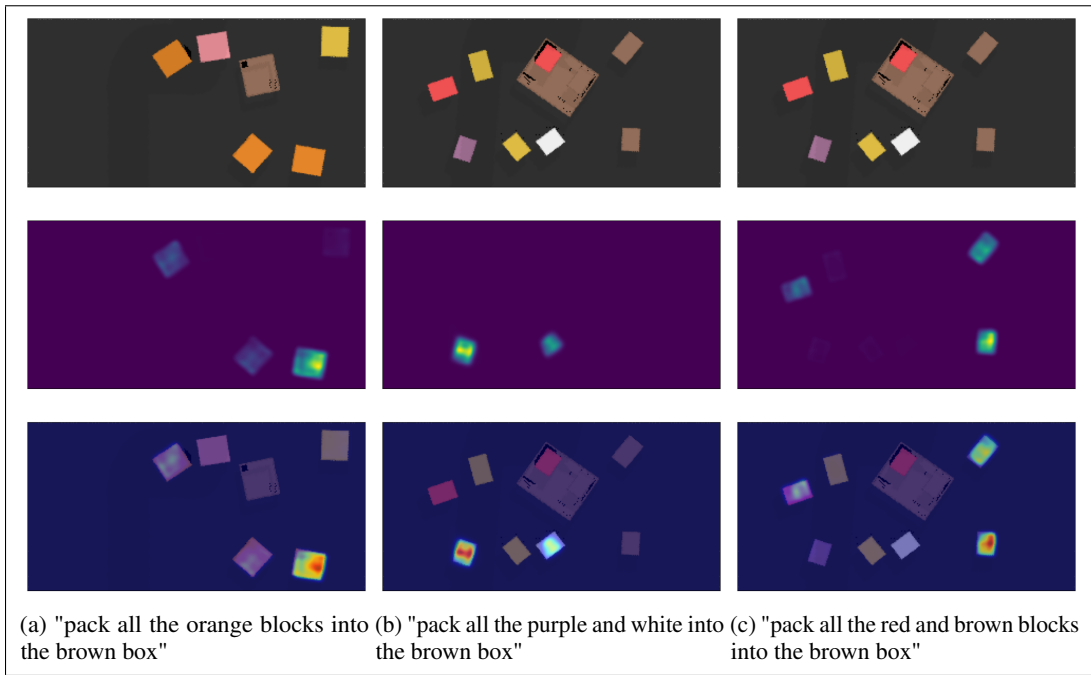 (a) "pack all the orange blocks into
the brown box"
(b) "pack all the purple and white into
the brown box"
(c) "pack all the red and brown blocks
into the brown box"